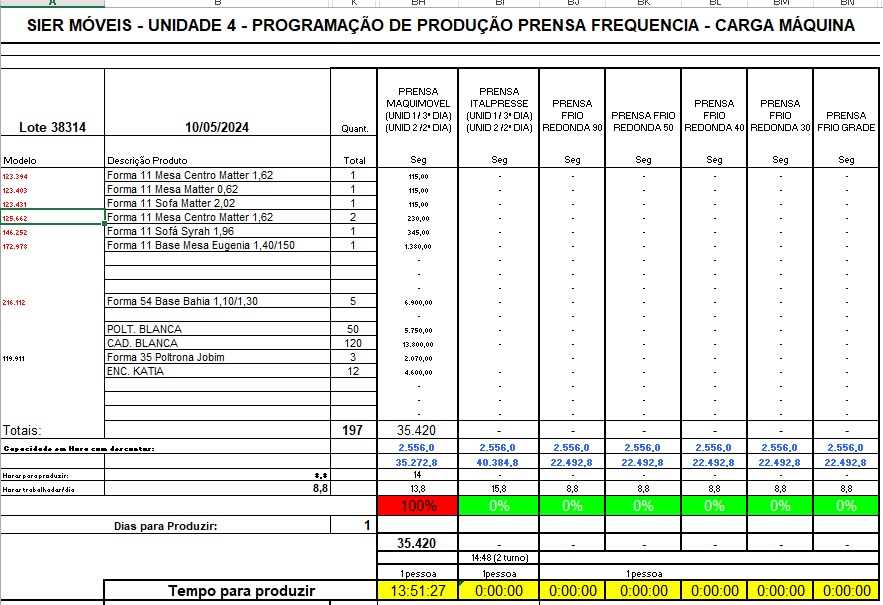 A B K BH BI BJ BK BL BM BN
SIER MÓVEIS - UNIDADE 4 - PROGRAMAÇÃO DE PRODUÇÃO PRENSA FREQUENCIA - CARGA MÁQUINA
Lote 38314 10/05/2024 Quant. PRENSA MAQUIMOVEL (UNID 1 / 3ª DIA) (UNID 2 /2ª DIA) PRENSA ITALPRESSE (UNID 1 / 3ª DIA) (UNID 2 /2ª DIA) PRENSA FRIO REDONDA 90 PRENSA FRIO REDONDA 50 PRENSA FRIO REDONDA 40 PRENSA FRIO REDONDA 30 PRENSA FRIO GRADE
Modelo Descrição Produto Total Seg Seg Seg Seg Seg Seg Seg
123.394 Forma 11 Mesa Centro Matter 1,62 1 115,00 - - - - - -
123.403 Forma 11 Mesa Matter 0,62 1 115,00 - - - - - -
123.431 Forma 11 Sofa Matter 2,02 1 115,00 - - - - - -
125.662 Forma 11 Mesa Centro Matter 1,62 2 230,00 - - - - - -
146.252 Forma 11 Sofá Syrah 1,96 1 345,00 - - - - - -
172.978 Forma 11 Base Mesa Eugenia 1,40/150 1 1.380,00 - - - - - -
- - - - - - -
- - - - - - -
- - - - - - -
216.112 Forma 54 Base Bahia 1,10/1,30 5 6.900,00 - - - - - -
- - - - - - -
POLT. BLANCA 50 5.750,00 - - - - - -
CAD. BLANCA 120 13.800,00 - - - - - -
119.911 Forma 35 Poltrona Jobim 3 2.070,00 - - - - - -
ENC. KATIA 12 4.600,00 - - - - - -
- - - - - - -
- - - - - - -
- - - - - - -
Totais: 197 35.420 - - - - - -
Capacidade em Hora com descontar: 2.556,0 2.556,0 2.556,0 2.556,0 2.556,0 2.556,0 2.556,0
35.272,8 40.384,8 22.492,8 22.492,8 22.492,8 22.492,8 22.492,8
Horas para produzir: 8,8 14 - - - - - -
Horas trabalhadas/dia 8,8 13,8 15,8 8,8 8,8 8,8 8,8 8,8
100% 0% 0% 0% 0% 0% 0%
Dias para Produzir: 1
35.420 - - - - - -
14:48 (2 turno)
1 pessoa 1 pessoa 1 pessoa
Tempo para produzir 13:51:27 0:00:00 0:00:00 0:00:00 0:00:00 0:00:00 0:00:00